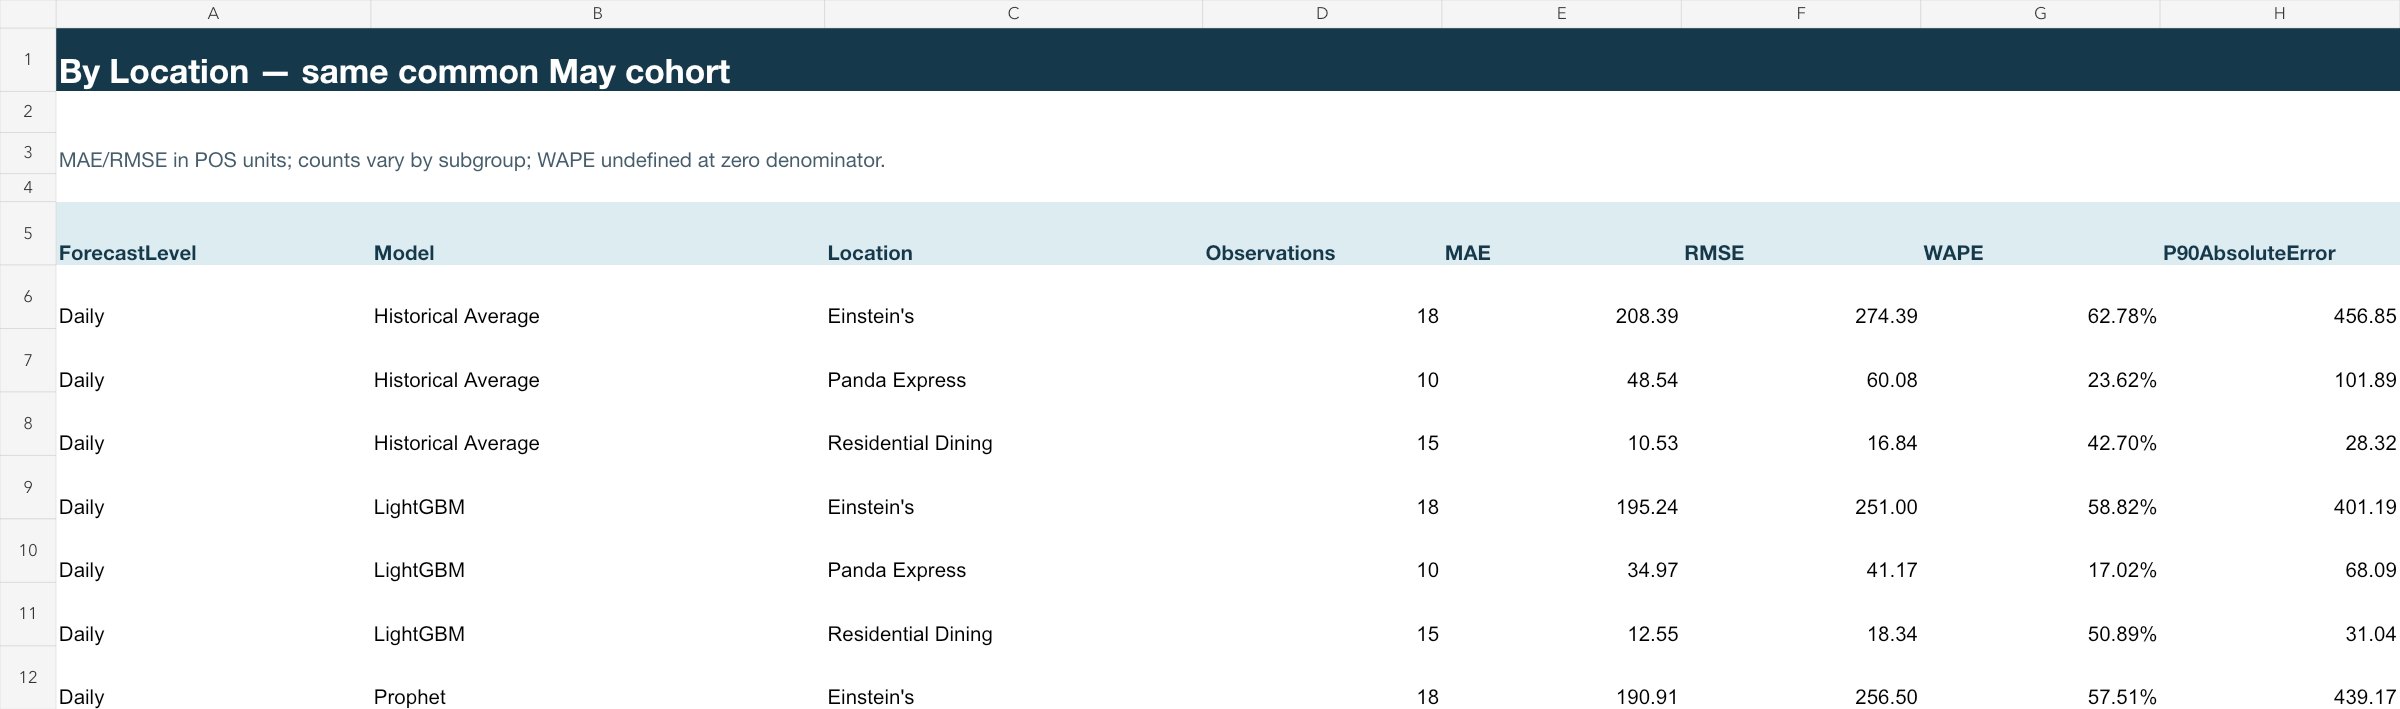 A B C D E F G H
1 By Location — same common May cohort
2
3 MAE/RMSE in POS units; counts vary by subgroup; WAPE undefined at zero denominator.
4
5 ForecastLevel Model Location Observations MAE RMSE WAPE P90AbsoluteError
6 Daily Historical Average Einstein's 18 208.39 274.39 62.78% 456.85
7 Daily Historical Average Panda Express 10 48.54 60.08 23.62% 101.89
8 Daily Historical Average Residential Dining 15 10.53 16.84 42.70% 28.32
9 Daily LightGBM Einstein's 18 195.24 251.00 58.82% 401.19
10 Daily LightGBM Panda Express 10 34.97 41.17 17.02% 68.09
11 Daily LightGBM Residential Dining 15 12.55 18.34 50.89% 31.04
12 Daily Prophet Einstein's 18 190.91 256.50 57.51% 439.17